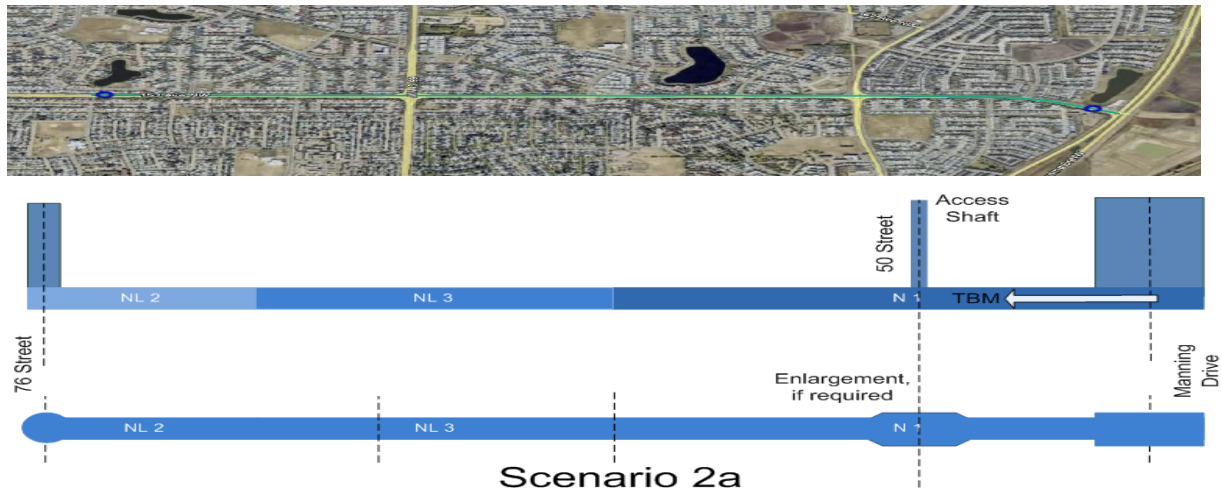 Access
Shaft
50 Street
NL 2
NL 3
N 1
TBM
76 Street
Manning
Drive
Enlargement,
if required
NL 2
NL 3
N 1
Scenario 2a